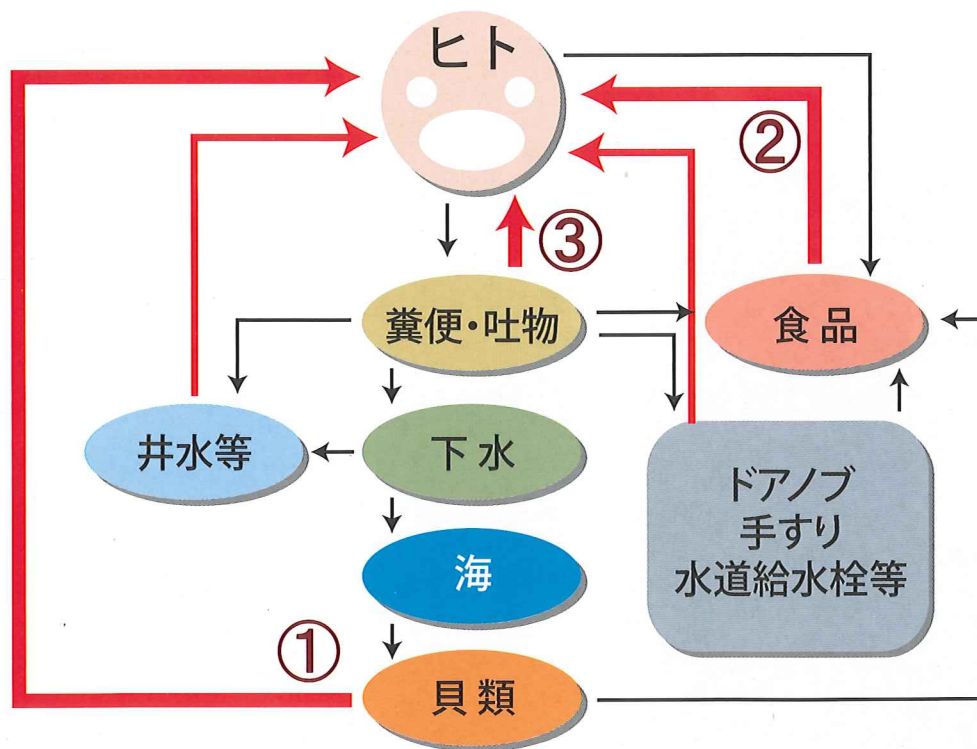 ヒト
②
③
糞便・吐物
食品
井水等
下水
ドアノブ
手すり
水道給水栓等
海
①
貝類